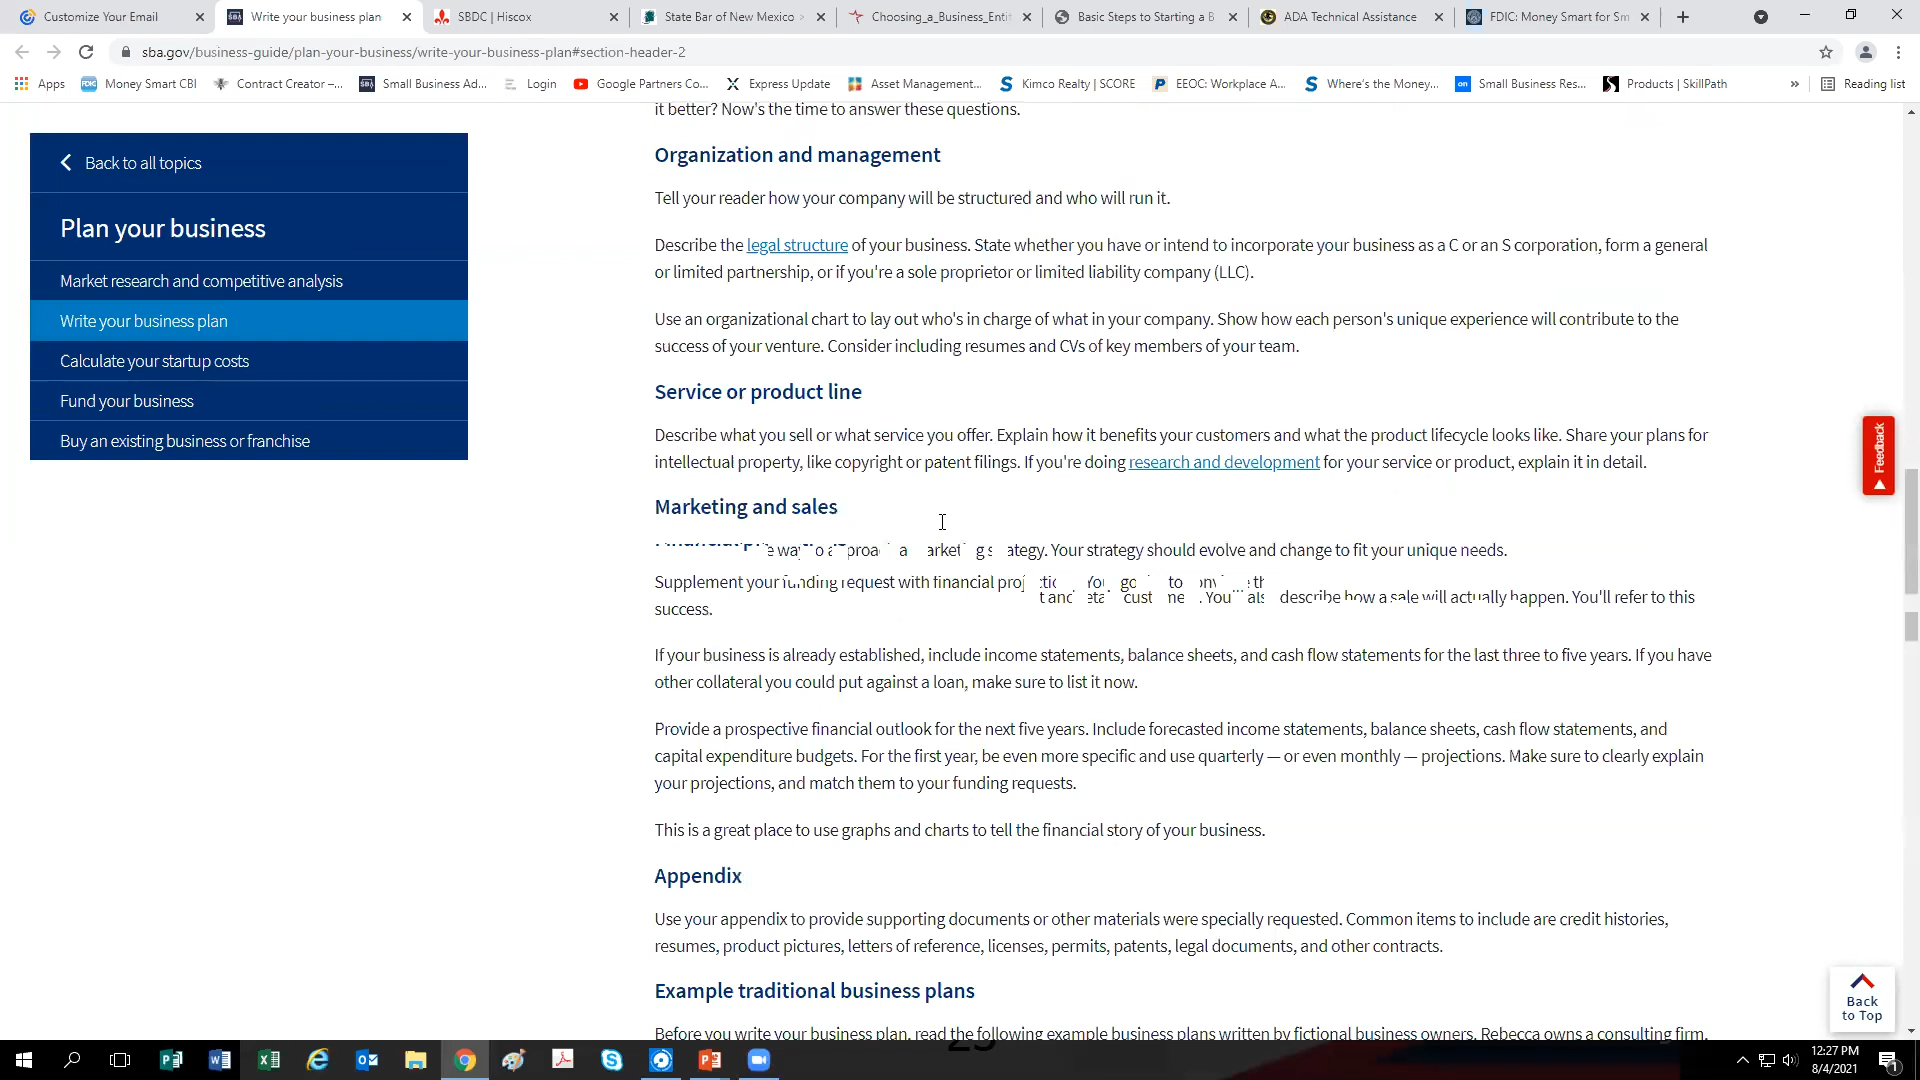 Customize Your Email
Write your business plan
SBDC | Hiscox
State Bar of New Mexico >
Choosing_a_Business_Entit
Basic Steps to Starting a B
ADA Technical Assistance
FDIC: Money Smart for Sm
sba.gov/business-guide/plan-your-business/write-your-business-plan#section-header-2
Apps
Money Smart CBI
Contract Creator –...
Small Business Ad...
Login
Google Partners Co...
Express Update
Asset Management...
Kimco Realty | SCORE
EEOC: Workplace A...
Where's the Money...
Small Business Res...
Products | SkillPath
»
Reading list
Back to all topics
Plan your business
Market research and competitive analysis
Write your business plan
Calculate your startup costs
Fund your business
Buy an existing business or franchise
it better? Now's the time to answer these questions.
Organization and management
Tell your reader how your company will be structured and who will run it.
Describe the legal structure of your business. State whether you have or intend to incorporate your business as a C or an S corporation, form a general
or limited partnership, or if you're a sole proprietor or limited liability company (LLC).
Use an organizational chart to lay out who's in charge of what in your company. Show how each person's unique experience will contribute to the
success of your venture. Consider including resumes and CVs of key members of your team.
Service or product line
Describe what you sell or what service you offer. Explain how it benefits your customers and what the product lifecycle looks like. Share your plans for
intellectual property, like copyright or patent filings. If you're doing research and development for your service or product, explain it in detail.
Marketing and sales
Your strategy should evolve and change to fit your unique needs.
Supplement your funding request with financial
describe how a sale will actually happen. You'll refer to this
success.
If your business is already established, include income statements, balance sheets, and cash flow statements for the last three to five years. If you have
other collateral you could put against a loan, make sure to list it now.
Provide a prospective financial outlook for the next five years. Include forecasted income statements, balance sheets, cash flow statements, and
capital expenditure budgets. For the first year, be even more specific and use quarterly — or even monthly — projections. Make sure to clearly explain
your projections, and match them to your funding requests.
This is a great place to use graphs and charts to tell the financial story of your business.
Appendix
Use your appendix to provide supporting documents or other materials were specially requested. Common items to include are credit histories,
resumes, product pictures, letters of reference, licenses, permits, patents, legal documents, and other contracts.
Example traditional business plans
Before you write your business plan, read the following example business plans written by fictional business owners. Rebecca owns a consulting firm,
Feedback
Back
to Top
12:27 PM
8/4/2021